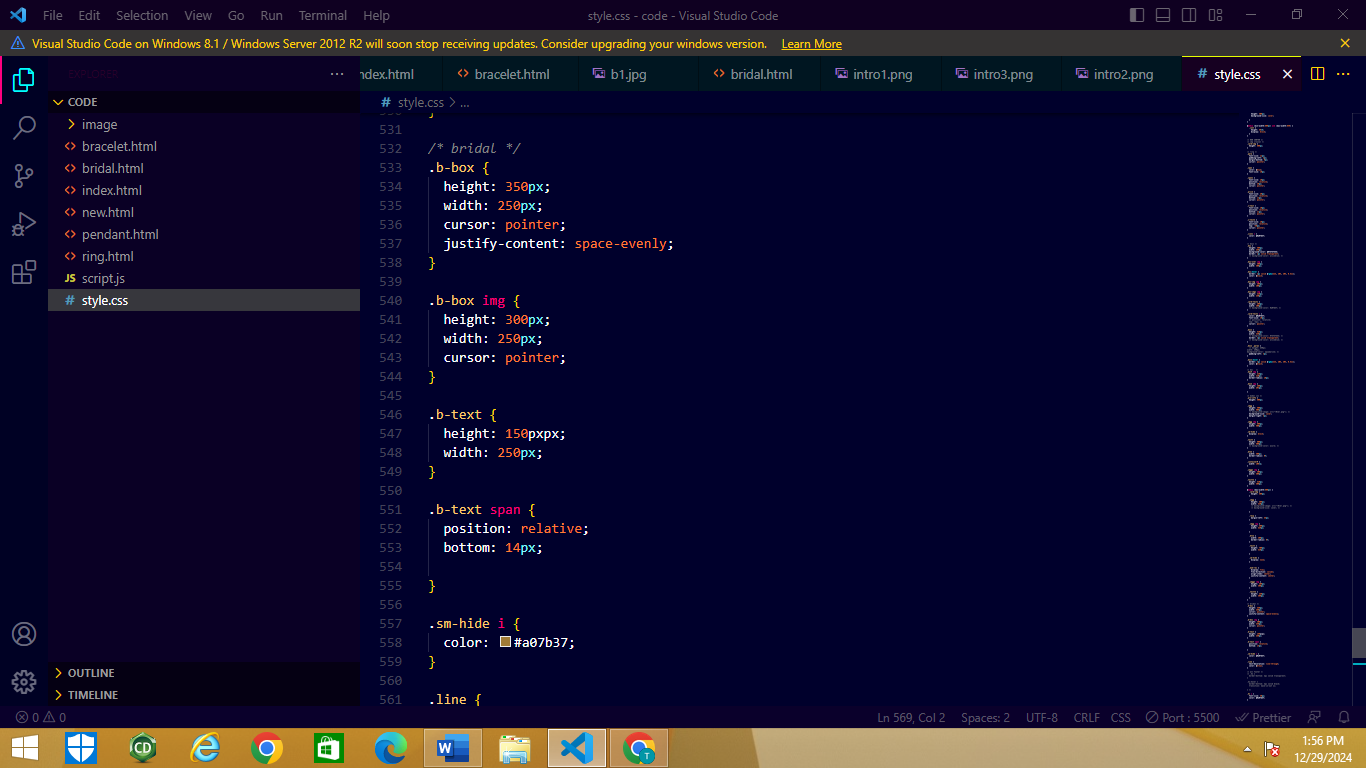 File Edit Selection View Go Run Terminal Help
style.css - code - Visual Studio Code
Visual Studio Code on Windows 8.1 / Windows Server 2012 R2 will soon stop receiving updates. Consider upgrading your windows version. Learn More
EXPLORER
ndex.html
bracelet.html
b1.jpg
bridal.html
intro1.png
intro3.png
intro2.png
# style.css
CODE
image
bracelet.html
bridal.html
index.html
new.html
pendant.html
ring.html
JS script.js
# style.css
OUTLINE
TIMELINE
# style.css > ...
530 }
531
532 /* bridal */
533 .b-box {
534 height: 350px;
535 width: 250px;
536 cursor: pointer;
537 justify-content: space-evenly;
538 }
539
540 .b-box img {
541 height: 300px;
542 width: 250px;
543 cursor: pointer;
544 }
545
546 .b-text {
547 height: 150pxpx;
548 width: 250px;
549 }
550
551 .b-text span {
552 position: relative;
553 bottom: 14px;
554
555 }
556
557 .sm-hide i {
558 color: #a07b37;
559 }
560
561 .line {
0 0
Ln 569, Col 2 Spaces: 2 UTF-8 CRLF CSS Port : 5500 Prettier
CD
W
T
1:56 PM
12/29/2024